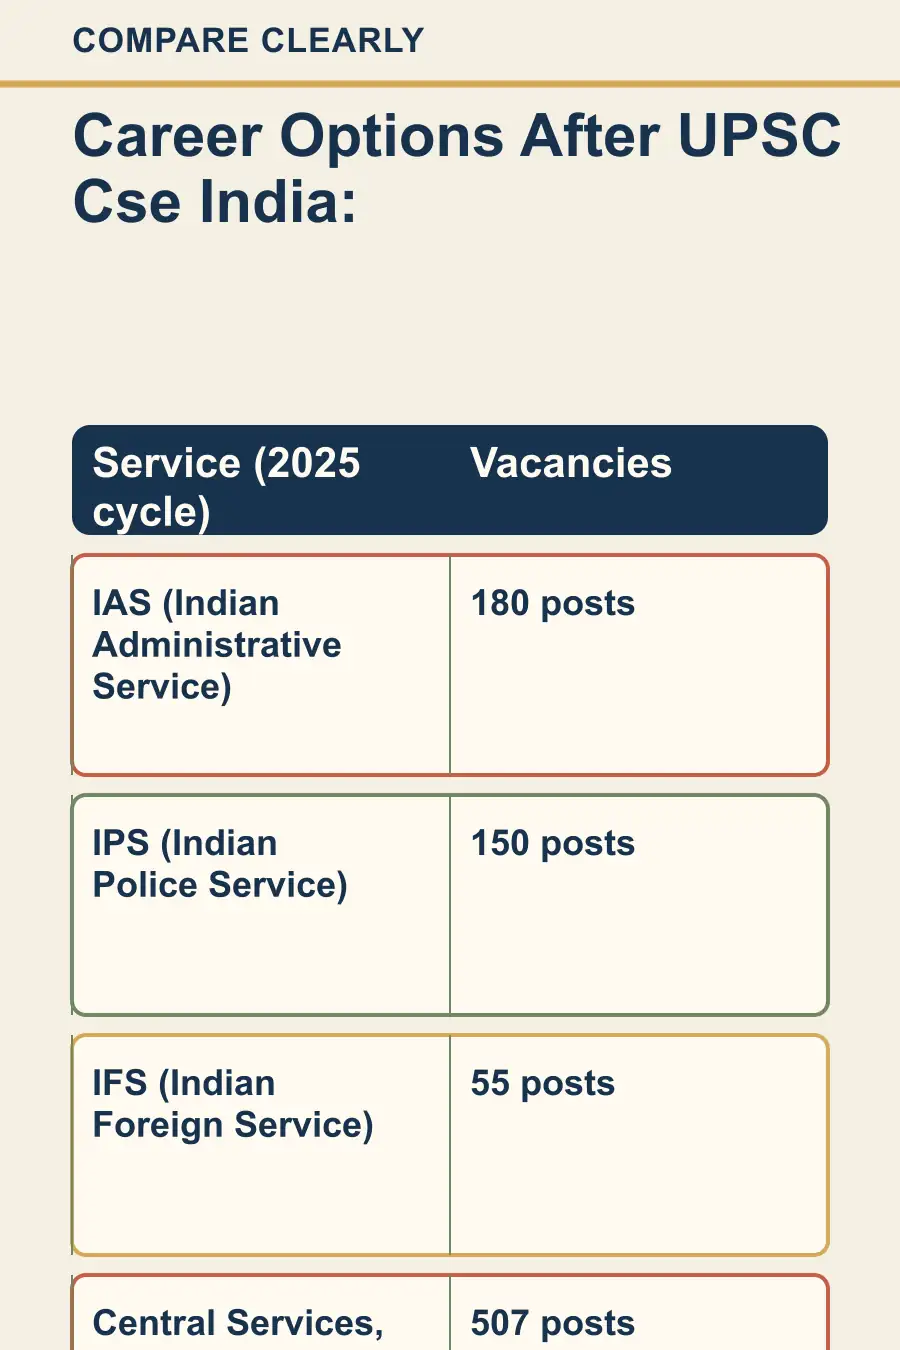 COMPARE CLEARLY
Career Options After UPSC
Cse India:
Service (2025
cycle)
Vacancies
IAS (Indian
Administrative
Service)
180 posts
IPS (Indian
Police Service)
150 posts
IFS (Indian
Foreign Service)
55 posts
Central Services,
507 posts